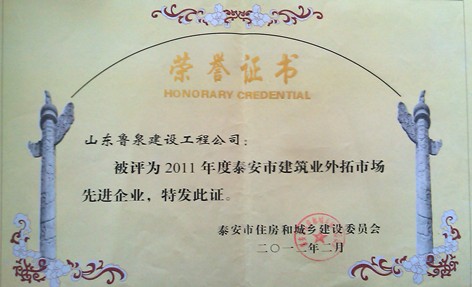 荣誉证书
HONORARY CREDENTIAL
山东鲁泉建设工程公司：
被评为2011年度泰安市建筑业外拓市场
先进企业，特发此证。
泰安市住房和城乡建设委员会
二〇一二年二月